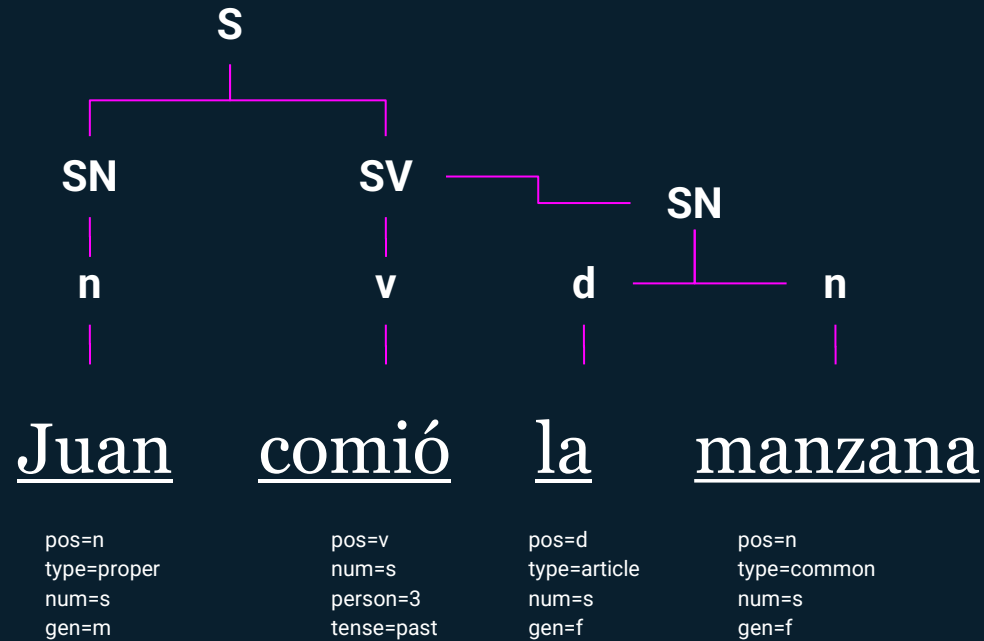 S
SN SV
SN
n v d n
Juan comió la manzana
pos=n pos=v pos=d pos=n
type=proper num=s type=article type=common
num=s person=3 num=s num=s
gen=m tense=past gen=f gen=f